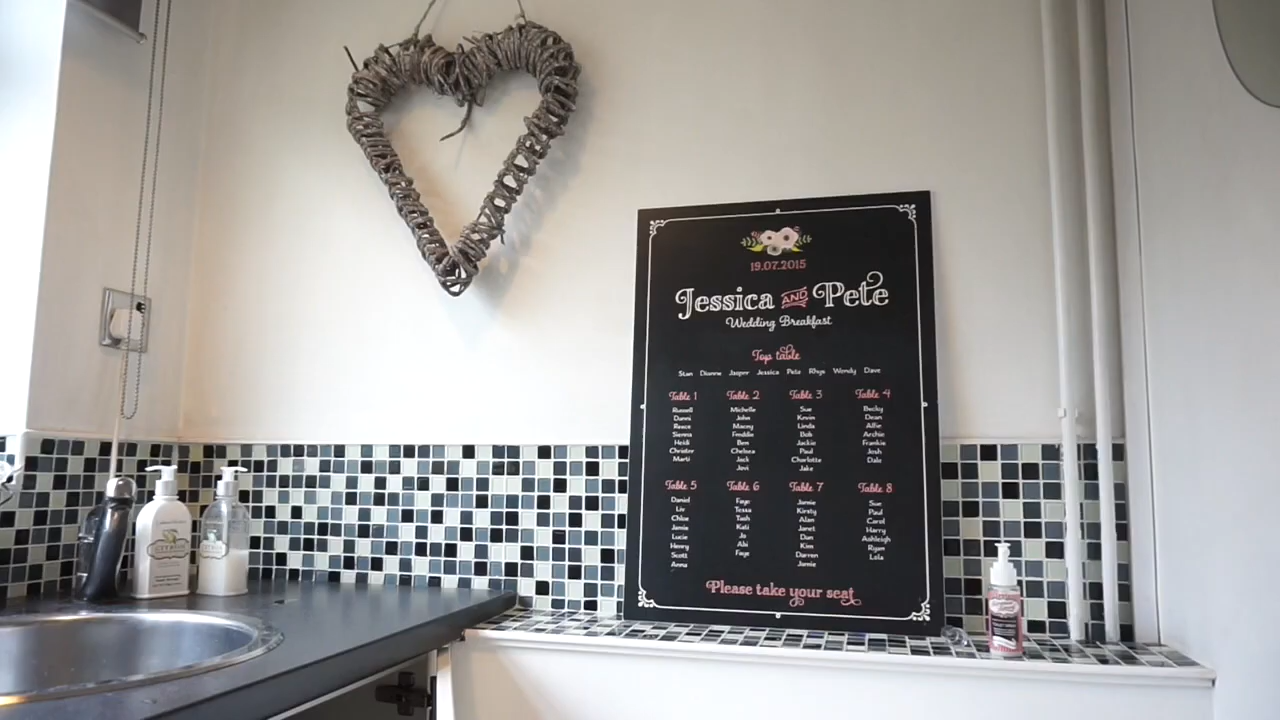 19.07.2015
Jessica AND Pete
Wedding Breakfast
Top table
Stan Dianne Jasper Jessica Pete Rhys Wendy Dave
Table 1
Russell
Danni
Reece
Sienna
Heidi
Christer
Marti
Table 2
Michelle
John
Macey
Freddie
Ben
Chelsea
Jack
Jovi
Table 3
Sue
Kevin
Linda
Bob
Jackie
Paul
Charlotte
Jake
Table 4
Becky
Dean
Alfie
Archie
Frankie
Josh
Dale
Table 5
Daniel
Liv
Chloe
Jamie
Lucie
Henry
Scott
Anna
Table 6
Faye
Tessa
Tash
Kati
Jo
Abi
Faye
Table 7
Jamie
Kirsty
Alan
Janet
Dan
Kim
Darren
Jamie
Table 8
Sue
Paul
Carol
Harry
Ashleigh
Ryan
Lola
Please take your seat
CITRUS